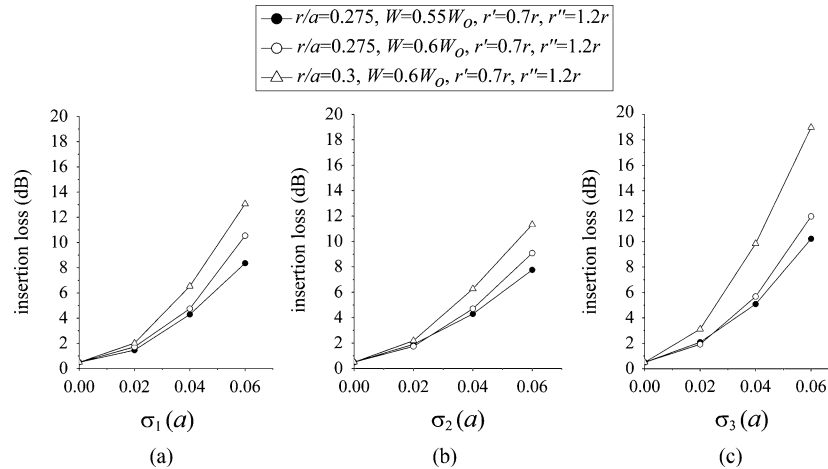 r/a=0.275, W=0.55Wo, r'=0.7r, r''=1.2r
r/a=0.275, W=0.6Wo, r'=0.7r, r''=1.2r
r/a=0.3, W=0.6Wo, r'=0.7r, r''=1.2r
insertion loss (dB)
20
18
16
14
12
10
8
6
4
2
0
0.00 0.02 0.04 0.06
σ1(a)
(a)
insertion loss (dB)
20
18
16
14
12
10
8
6
4
2
0
0.00 0.02 0.04 0.06
σ2(a)
(b)
insertion loss (dB)
20
18
16
14
12
10
8
6
4
2
0
0.00 0.02 0.04 0.06
σ3(a)
(c)